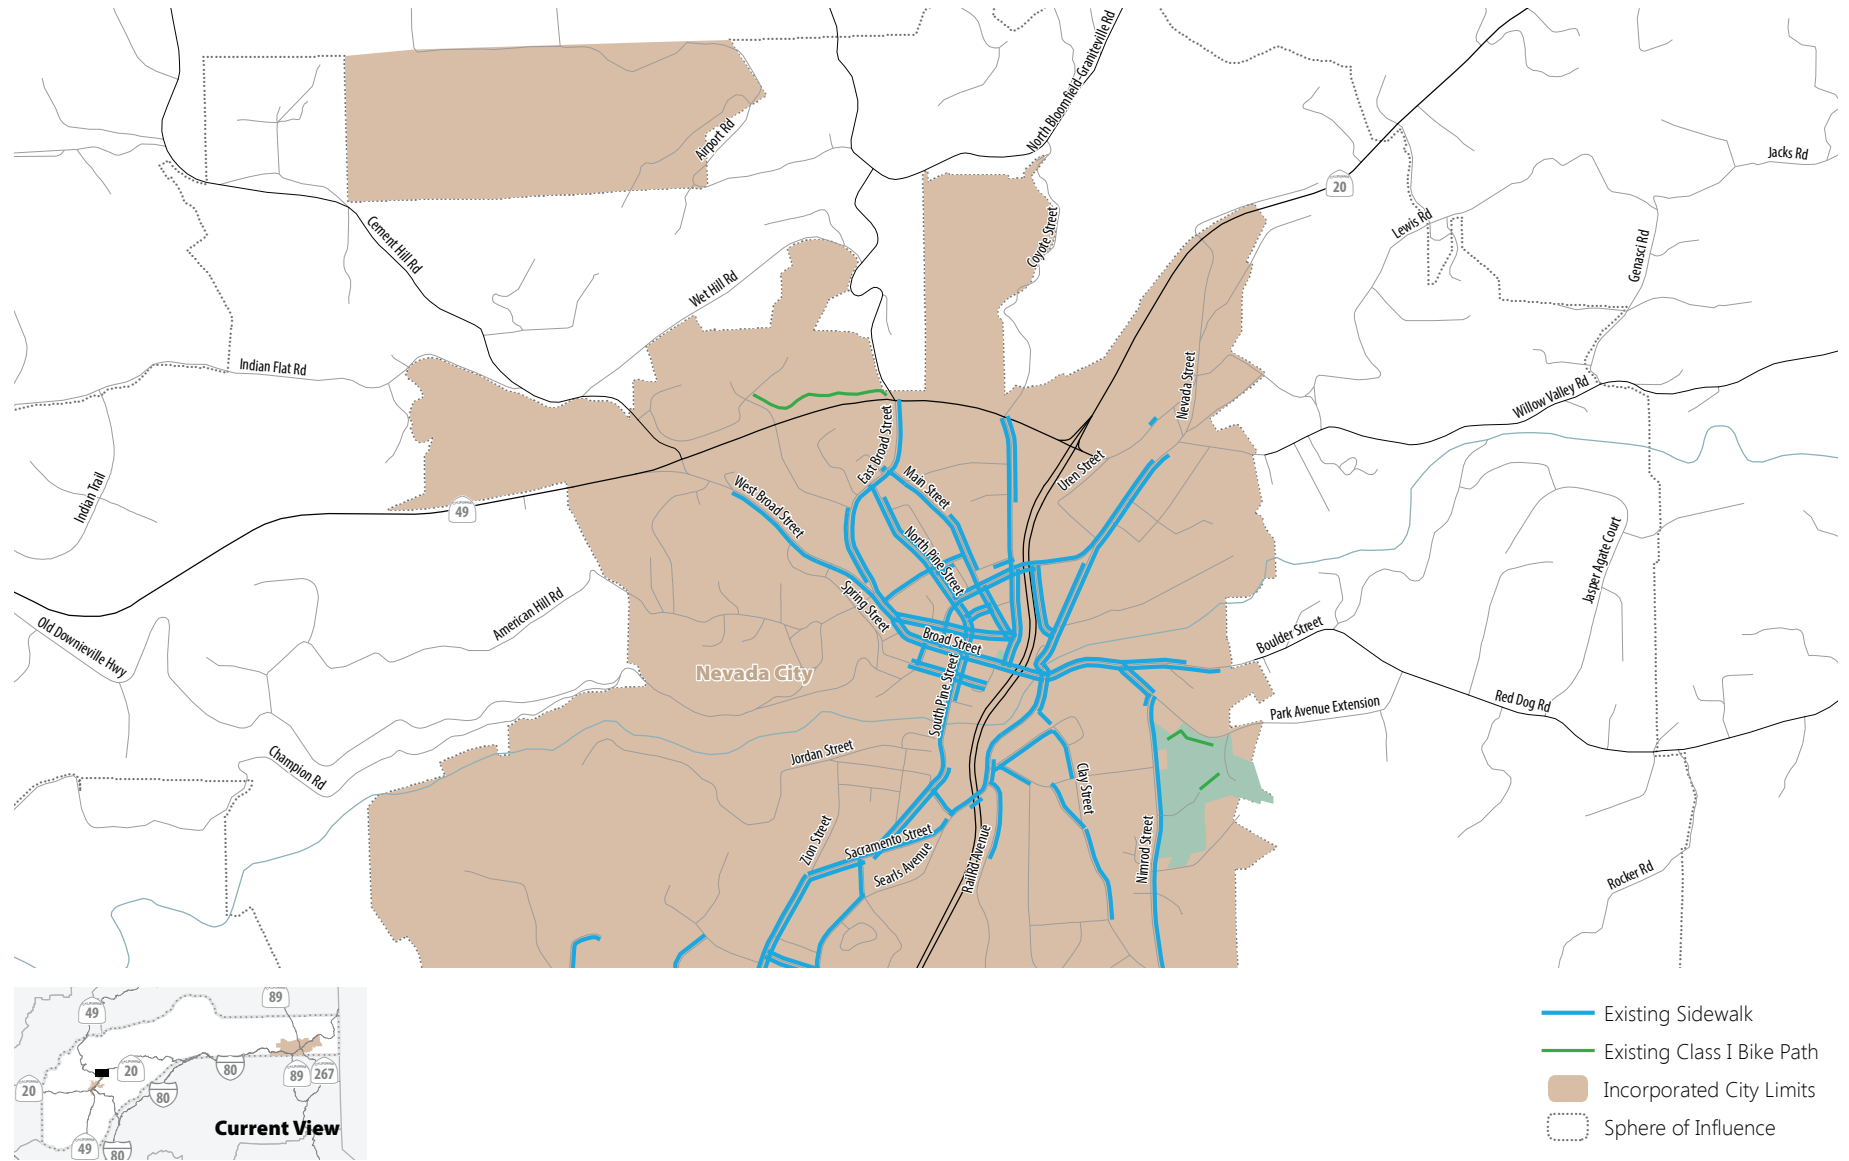 North Bloomfield-Graniteville Rd
Airport Rd
Jacks Rd
CALIFORNIA
20
Cement Hill Rd
Coyote Street
Lewis Rd
Genasci Rd
Wet Hill Rd
Indian Flat Rd
Nevada Street
Willow Valley Rd
East Broad Street
Main Street
Uren Street
Indian Trail
CALIFORNIA
49
West Broad Street
North Pine Street
Jasper Agate Court
American Hill Rd
Spring Street
Old Downieville Hwy
Broad Street
Boulder Street
Nevada City
South Pine Street
Park Avenue Extension
Red Dog Rd
Jordan Street
Champion Rd
Clay Street
Zion Street
Sacramento Street
Searls Avenue
RailRd Avenue
Nimrod Street
Rocker Rd
89
49
20
80
89
267
20
80
49
80
Current View
Existing Sidewalk
Existing Class I Bike Path
Incorporated City Limits
Sphere of Influence